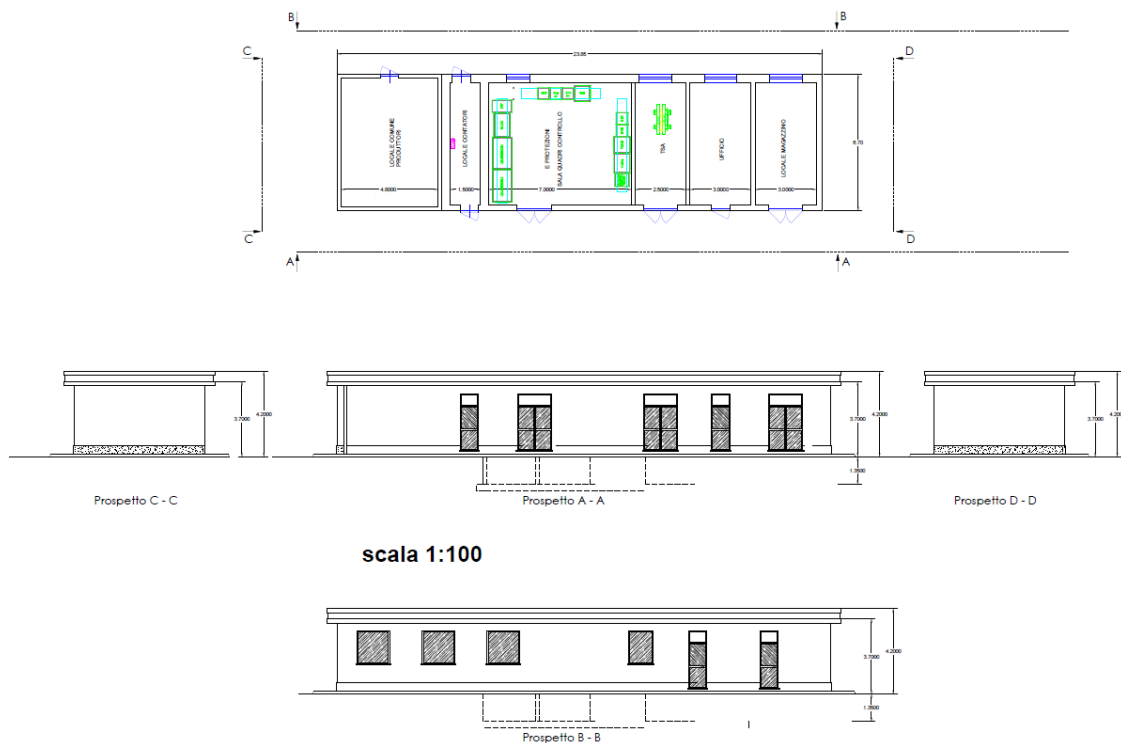 B
B
C
D
23.85
LOCALE COMUNE
PRODUTTORI
LOCALE CONTATORI
E PROTEZIONI
SALA QUADRI CONTROLLO
TSA
UFFICIO
LOCALE MAGAZZINO
4.8000
1.5000
7.0000
2.5000
3.0000
3.0000
6.70
C
D
A
A
3.7000
4.2000
3.7000
4.2000
1.3500
3.7000
4.2000
Prospetto C - C
Prospetto A - A
Prospetto D - D
scala 1:100
3.7000
4.2000
1.3500
Prospetto B - B